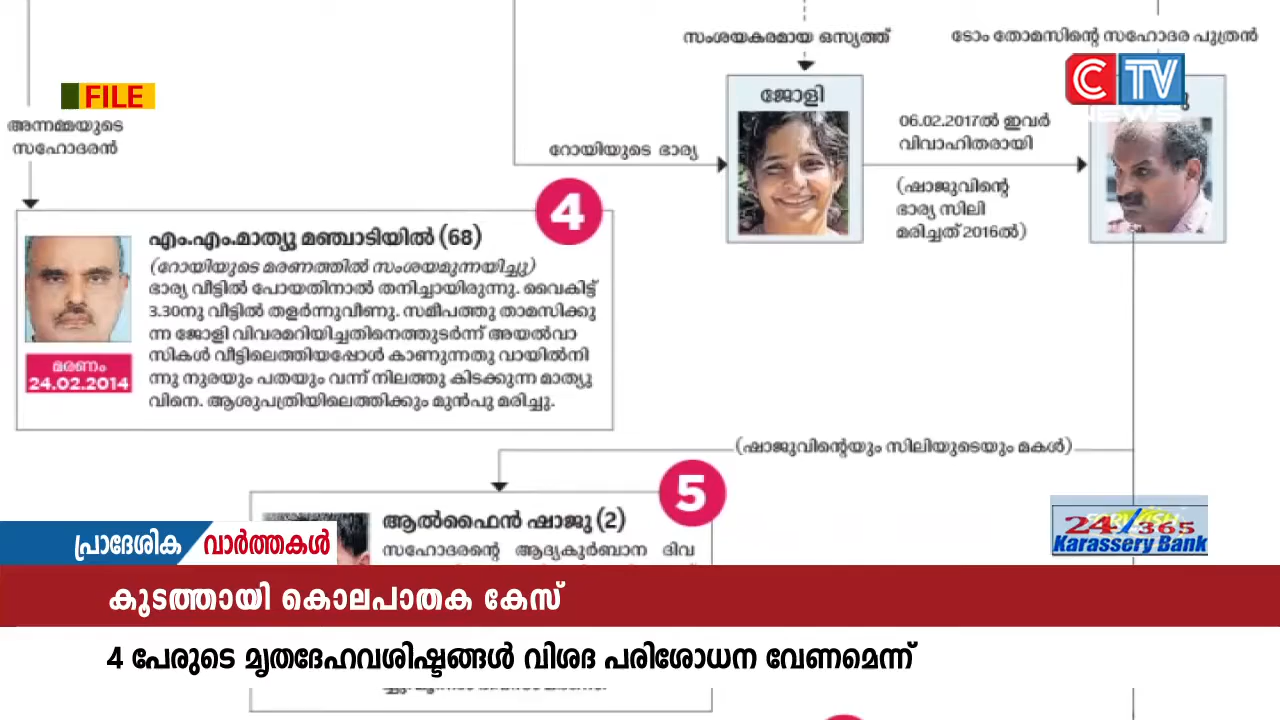 സംശയകരമായ ഒസ്യത്ത്
ടോം തോമസിന്റെ സഹോദര പുത്രൻ
FILE
C TV
NEWS
അന്നമ്മയുടെ
സഹോദരൻ
ജോളി
റോയിയുടെ ഭാര്യ
06.02.2017ൽ ഇവർ
വിവാഹിതരായി
(ഷാജുവിന്റെ
ഭാര്യ സിലി
മരിച്ചത് 2016ൽ)
4
എം.എം.മാത്യു മഞ്ചാടിയിൽ (68)
(റോയിയുടെ മരണത്തിൽ സംശയമുന്നയിച്ചു)
ഭാര്യ വീട്ടിൽ പോയതിനാൽ തനിച്ചായിരുന്നു. വൈകിട്ട്
3.30നു വീട്ടിൽ തളർന്നുവീണു. സമീപത്തു താമസിക്കു
ന്ന ജോളി വിവരമറിയിച്ചതിനെത്തുടർന്ന് അയൽവാ
സികൾ വീട്ടിലെത്തിയപ്പോൾ കാണുന്നതു വായിൽനി
ന്നു നുരയും പതയും വന്ന് നിലത്തു കിടക്കുന്ന മാത്യു
വിനെ. ആശുപത്രിയിലെത്തിക്കും മുൻപു മരിച്ചു.
മരണം
24.02.2014
(ഷാജുവിന്റെയും സിലിയുടെയും മകൾ)
5
ആൽഫൈൻ ഷാജു (2)
സഹോദരന്റെ ആദ്യകുർബാന ദിവ
24/365
Karassery Bank
പ്രാദേശിക വാർത്തകൾ
കൂടത്തായി കൊലപാതക കേസ്
4 പേരുടെ മൃതദേഹവശിഷ്ടങ്ങൾ വിശദ പരിശോധന വേണമെന്ന്